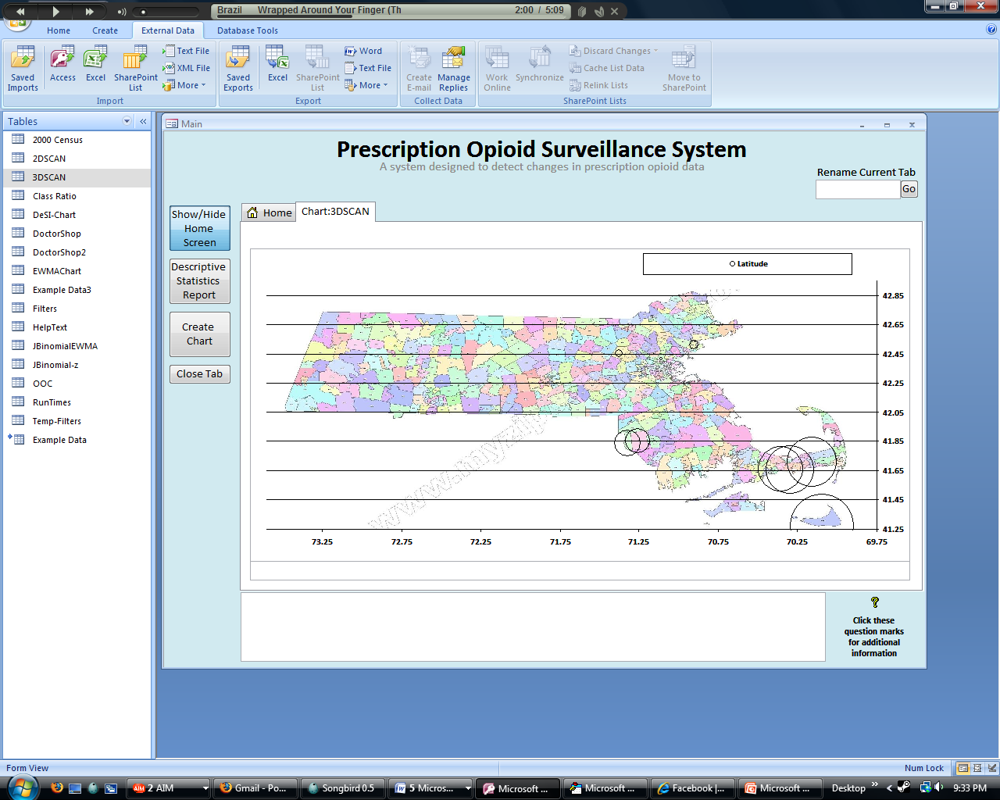 Brazil Wrapped Around Your Finger (Th 2:00 / 5:09
Home Create External Data Database Tools
Saved Imports
Access
Excel
SharePoint List
Text File
XML File
More
Import
Saved Exports
Excel
SharePoint List
Word
Text File
More
Export
Create E-mail
Manage Replies
Collect Data
Work Online
Synchronize
Discard Changes
Cache List Data
Relink Lists
Move to SharePoint
SharePoint Lists
Tables
2000 Census
2DSCAN
3DSCAN
Class Ratio
DeSI-Chart
DoctorShop
DoctorShop2
EWMAChart
Example Data3
Filters
HelpText
JBinomialEWMA
JBinomial-z
OOC
RunTimes
Temp-Filters
Example Data
Main
Prescription Opioid Surveillance System
A system designed to detect changes in prescription opioid data
Rename Current Tab
Go
Show/Hide
Home
Screen
Descriptive
Statistics
Report
Create
Chart
Close Tab
Home Chart:3DSCAN
Latitude
42.85
42.65
42.45
42.25
42.05
41.85
41.65
41.45
41.25
73.25 72.75 72.25 71.75 71.25 70.75 70.25 69.75
?
Click these
question marks
for additional
information
Form View Num Lock
2 AIM Gmail - Po... Songbird 0.5 5 Micros... Microsoft ... Microsoft ... Facebook |... Microsoft ... Desktop 9:33 PM